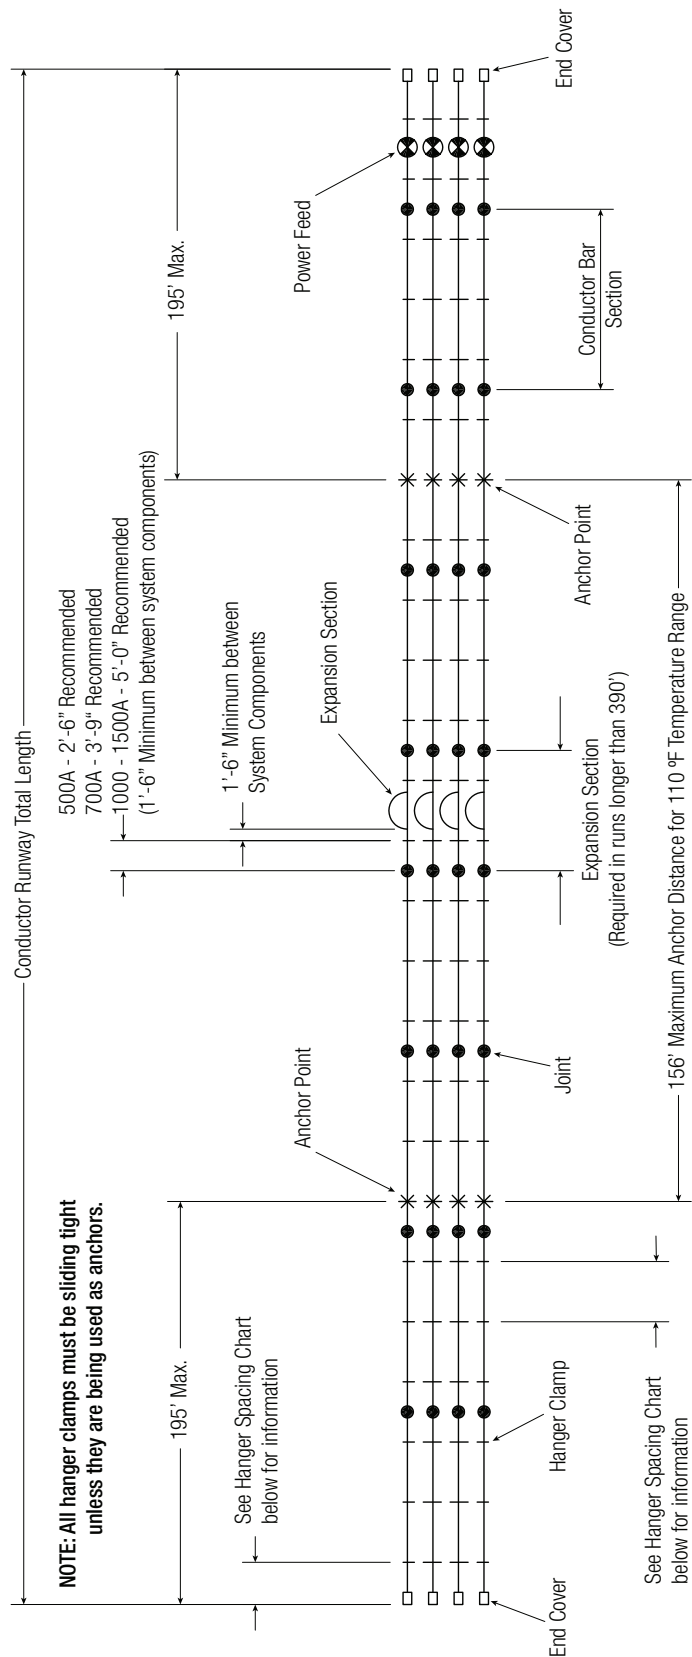 Conductor Runway Total Length
NOTE: All hanger clamps must be sliding tight
unless they are being used as anchors.
500A - 2'-6" Recommended
700A - 3'-9" Recommended
1000 - 1500A - 5'-0" Recommended
(1'-6" Minimum between system components)
195' Max.
195' Max.
See Hanger Spacing Chart
below for information
1'-6" Minimum between
System Components
Anchor Point
Expansion Section
Power Feed
End Cover
Hanger Clamp
Joint
Expansion Section
(Required in runs longer than 390')
Anchor Point
Conductor Bar
Section
End Cover
See Hanger Spacing Chart
below for information
156' Maximum Anchor Distance for 110 ºF Temperature Range